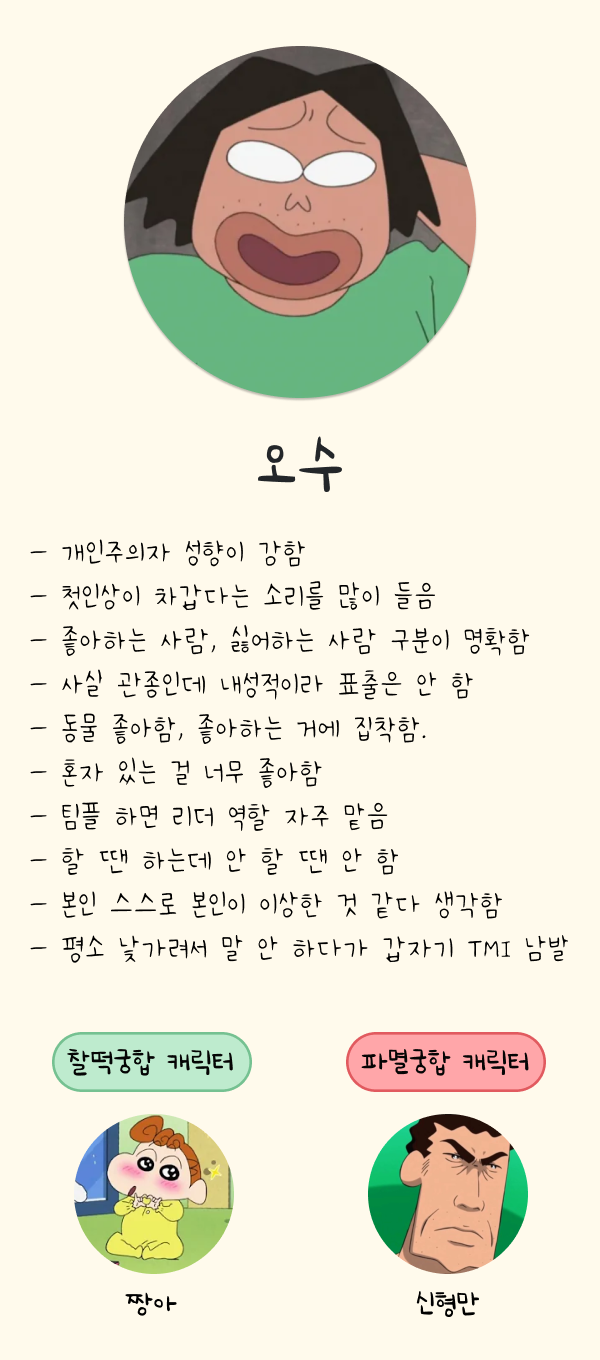 오수
- 개인주의자 성향이 강함
- 첫인상이 차갑다는 소리를 많이 들음
- 좋아하는 사람, 싫어하는 사람 구분이 명확함
- 사실 관종인데 내성적이라 표출은 안 함
- 동물 좋아함, 좋아하는 거에 집착함.
- 혼자 있는 걸 너무 좋아함
- 팀플 하면 리더 역할 자주 맡음
- 할 땐 하는데 안 할 땐 안 함
- 본인 스스로 본인이 이상한 것 같다 생각함
- 평소 낯가려서 말 안 하다가 갑자기 TMI 남발
찰떡궁합 캐릭터 파멸궁합 캐릭터
짱아 신형만